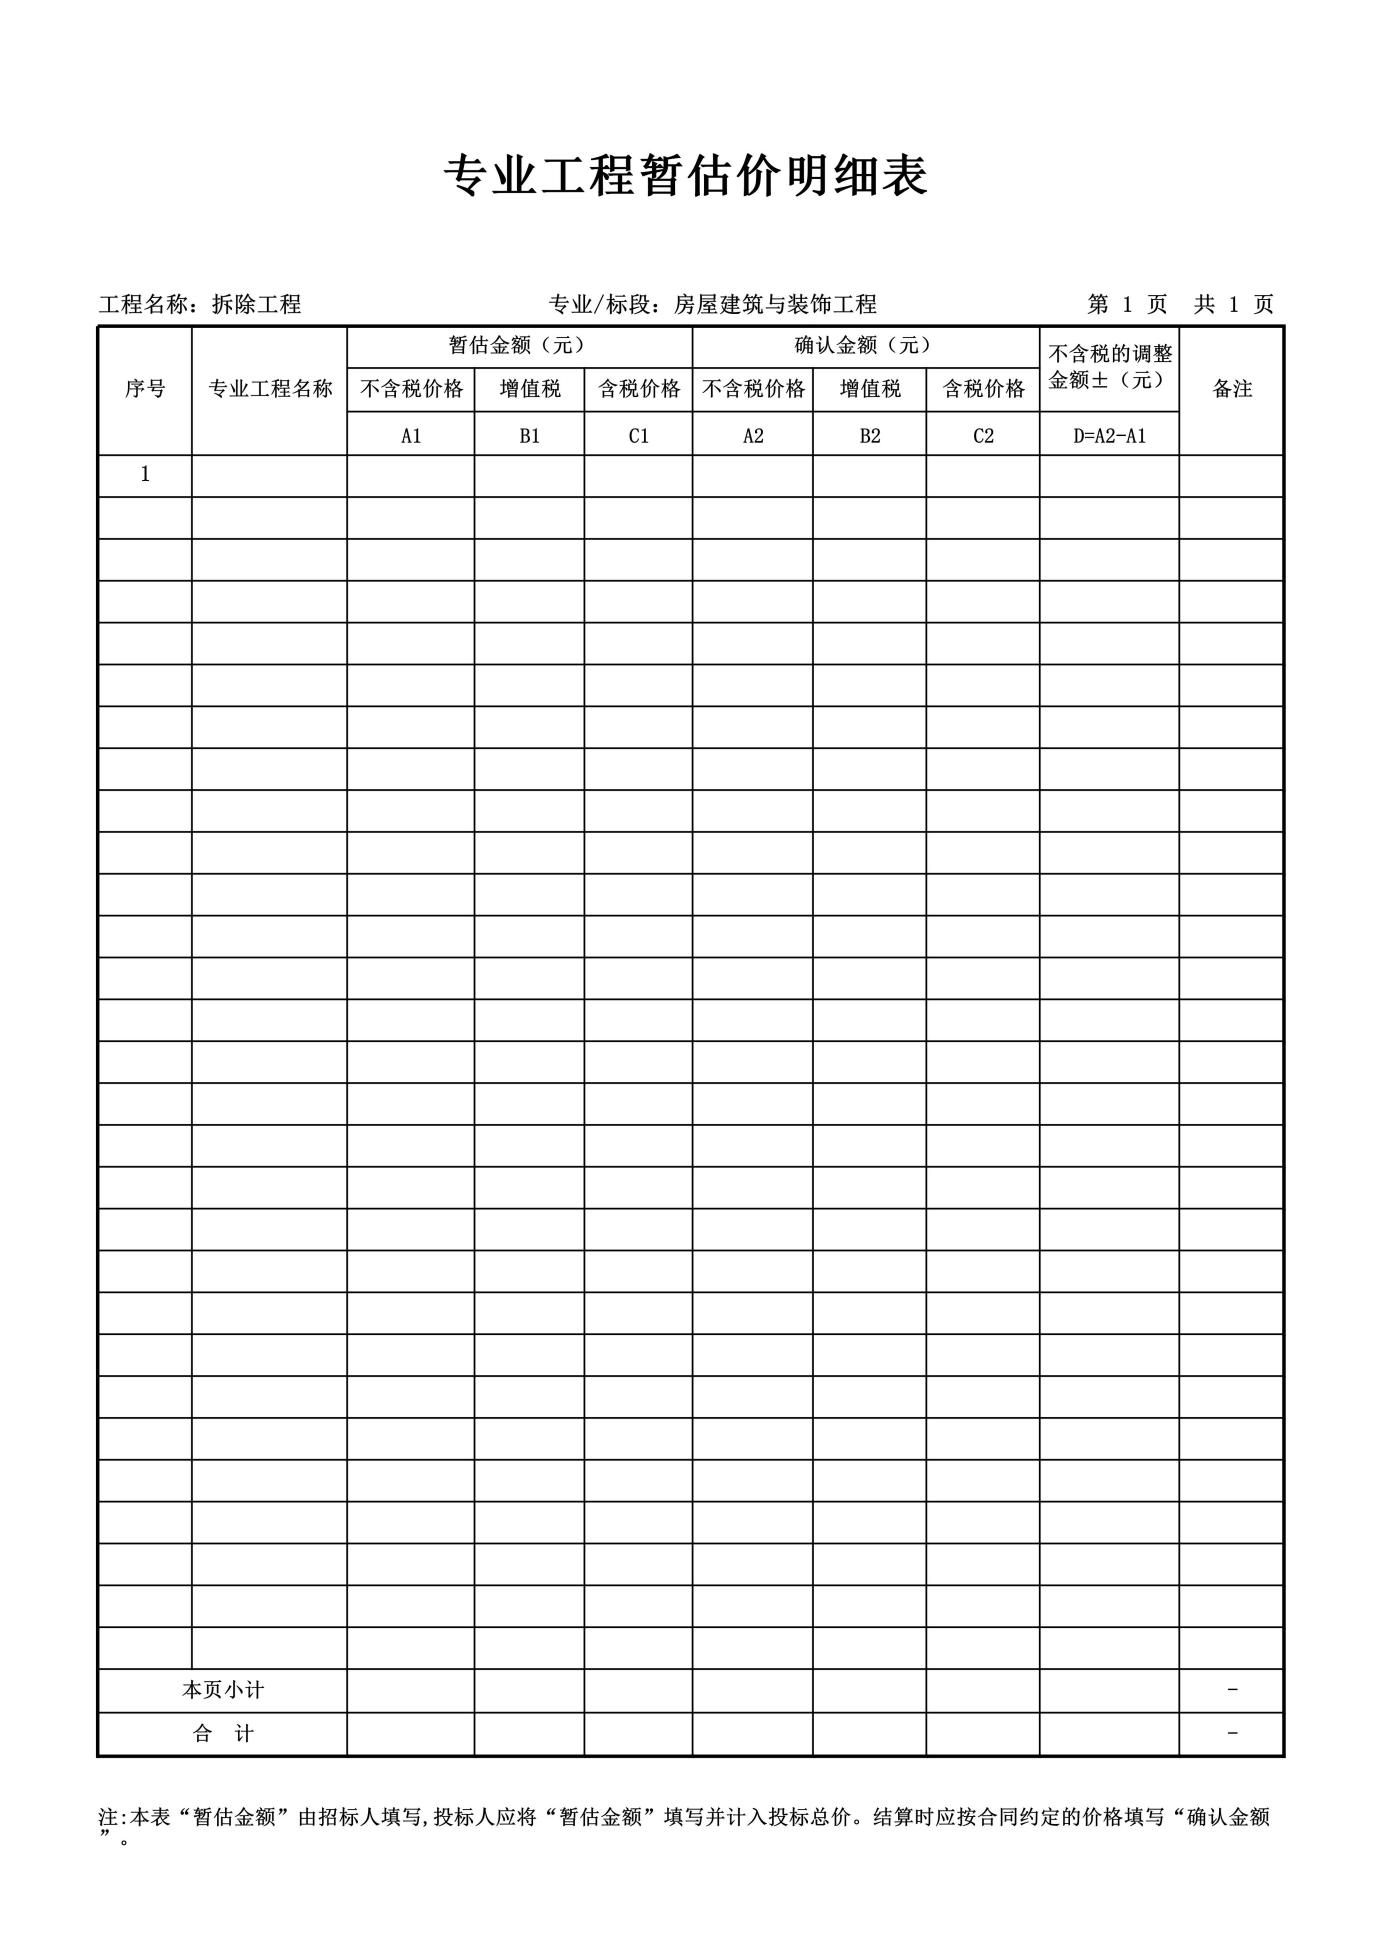 专业工程暂估价明细表
工程名称：拆除工程 专业/标段：房屋建筑与装饰工程 第 1 页 共 1 页
序号 专业工程名称 暂估金额（元） 确认金额（元） 不含税的调整金额±（元） 备注
不含税价格 增值税 含税价格 不含税价格 增值税 含税价格
A1 B1 C1 A2 B2 C2 D=A2-A1
1
本页小计 -
合 计 -
注:本表“暂估金额”由招标人填写,投标人应将“暂估金额”填写并计入投标总价。结算时应按合同约定的价格填写“确认金额
”。